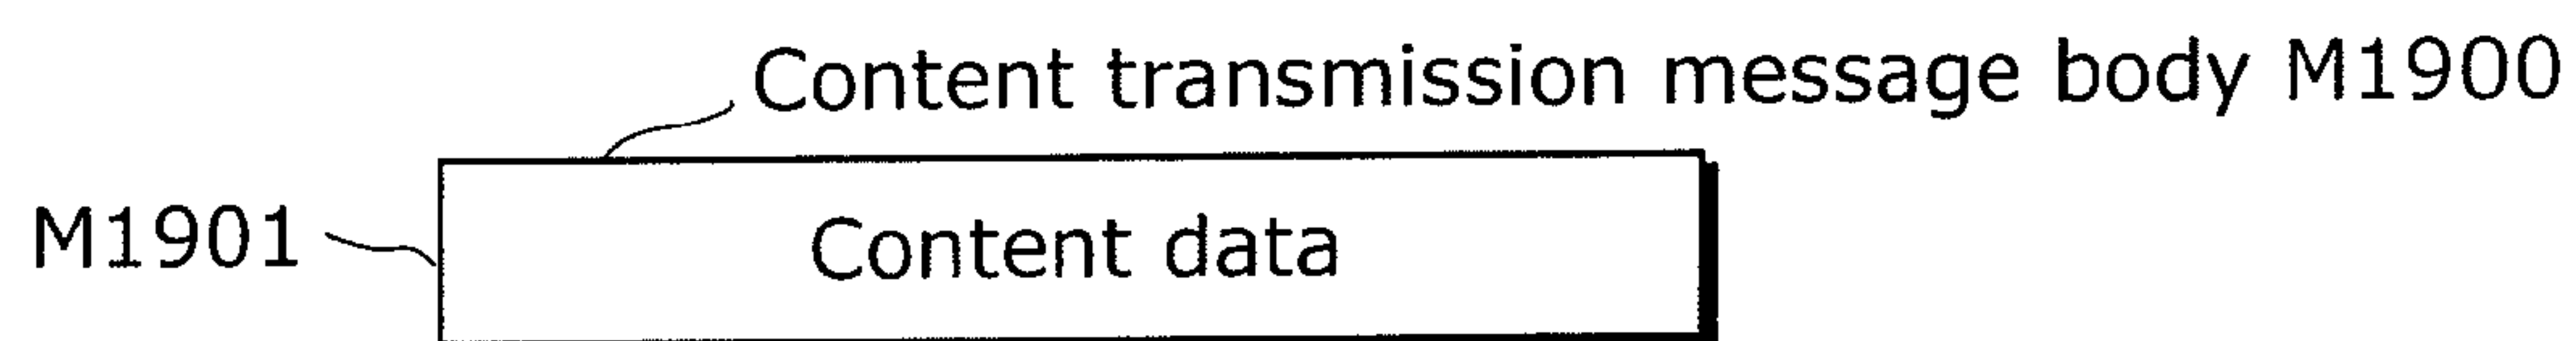 Content transmission message body M1900
M1901
Content data